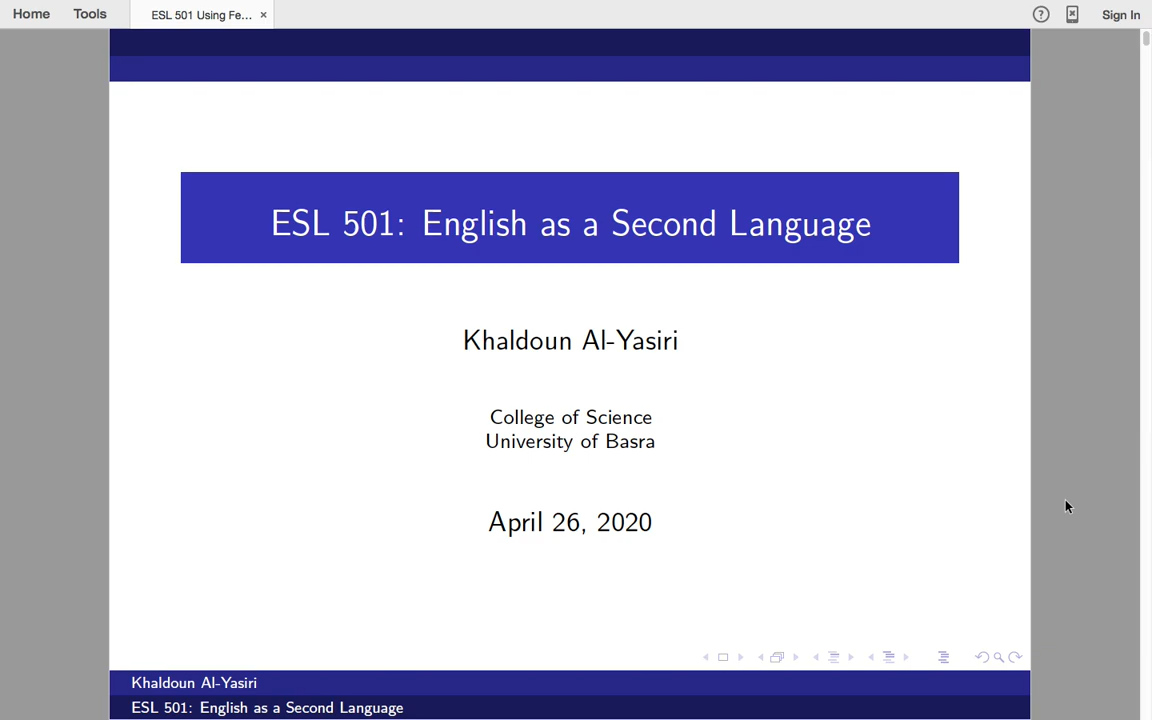 Home Tools ESL 501 Using Fe... × Sign In
ESL 501: English as a Second Language
Khaldoun Al-Yasiri
College of Science
University of Basra
April 26, 2020
Khaldoun Al-Yasiri
ESL 501: English as a Second Language